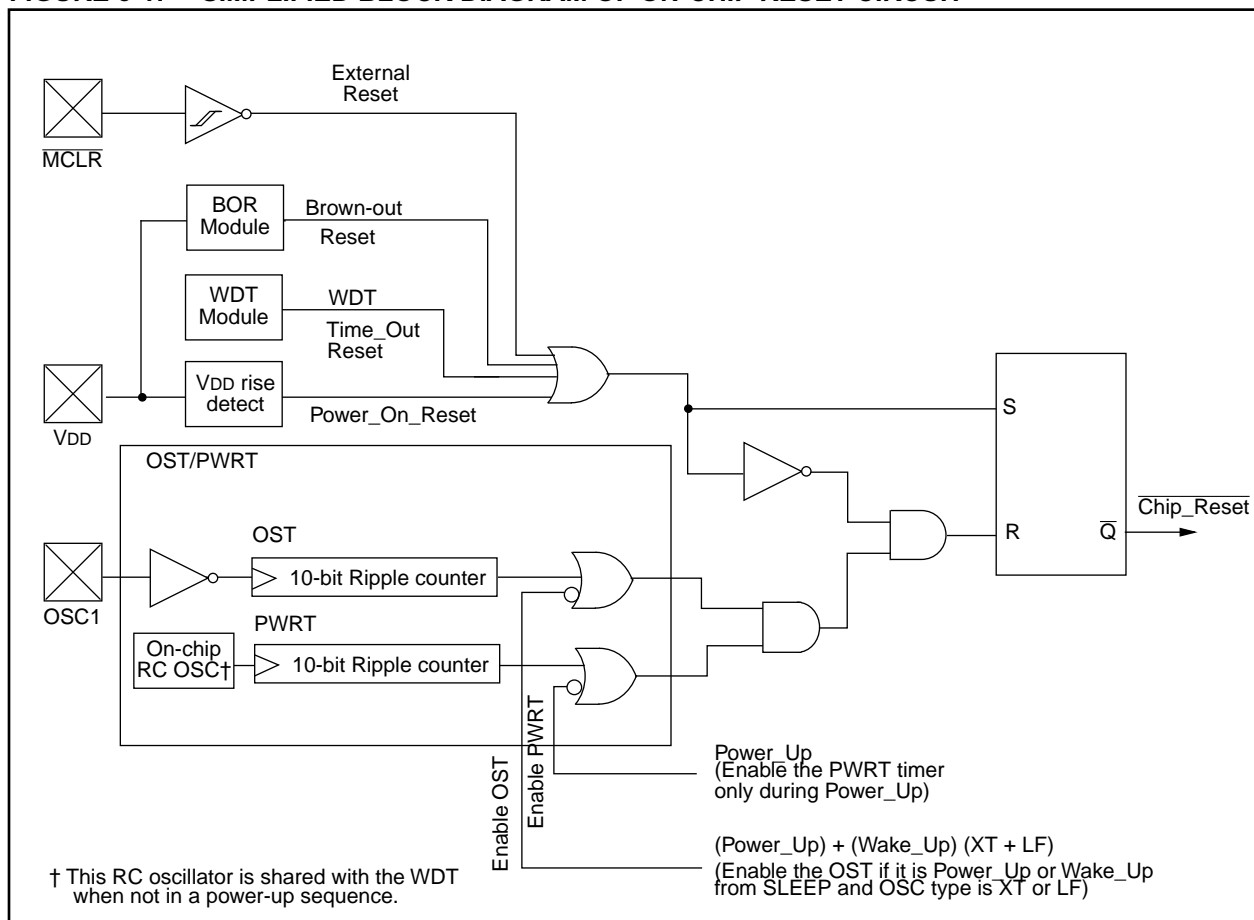 External
Reset
MCLR
BOR
Module
Brown-out
Reset
WDT
Module
WDT
Time_Out
Reset
VDD rise
detect
Power_On_Reset
VDD
OST/PWRT
S
R
Q
Chip_Reset
OST
10-bit Ripple counter
OSC1
PWRT
On-chip
RC OSC†
10-bit Ripple counter
Enable OST
Enable PWRT
Power_Up
(Enable the PWRT timer
only during Power_Up)
(Power_Up) + (Wake_Up) (XT + LF)
(Enable the OST if it is Power_Up or Wake_Up
from SLEEP and OSC type is XT or LF)
† This RC oscillator is shared with the WDT
when not in a power-up sequence.